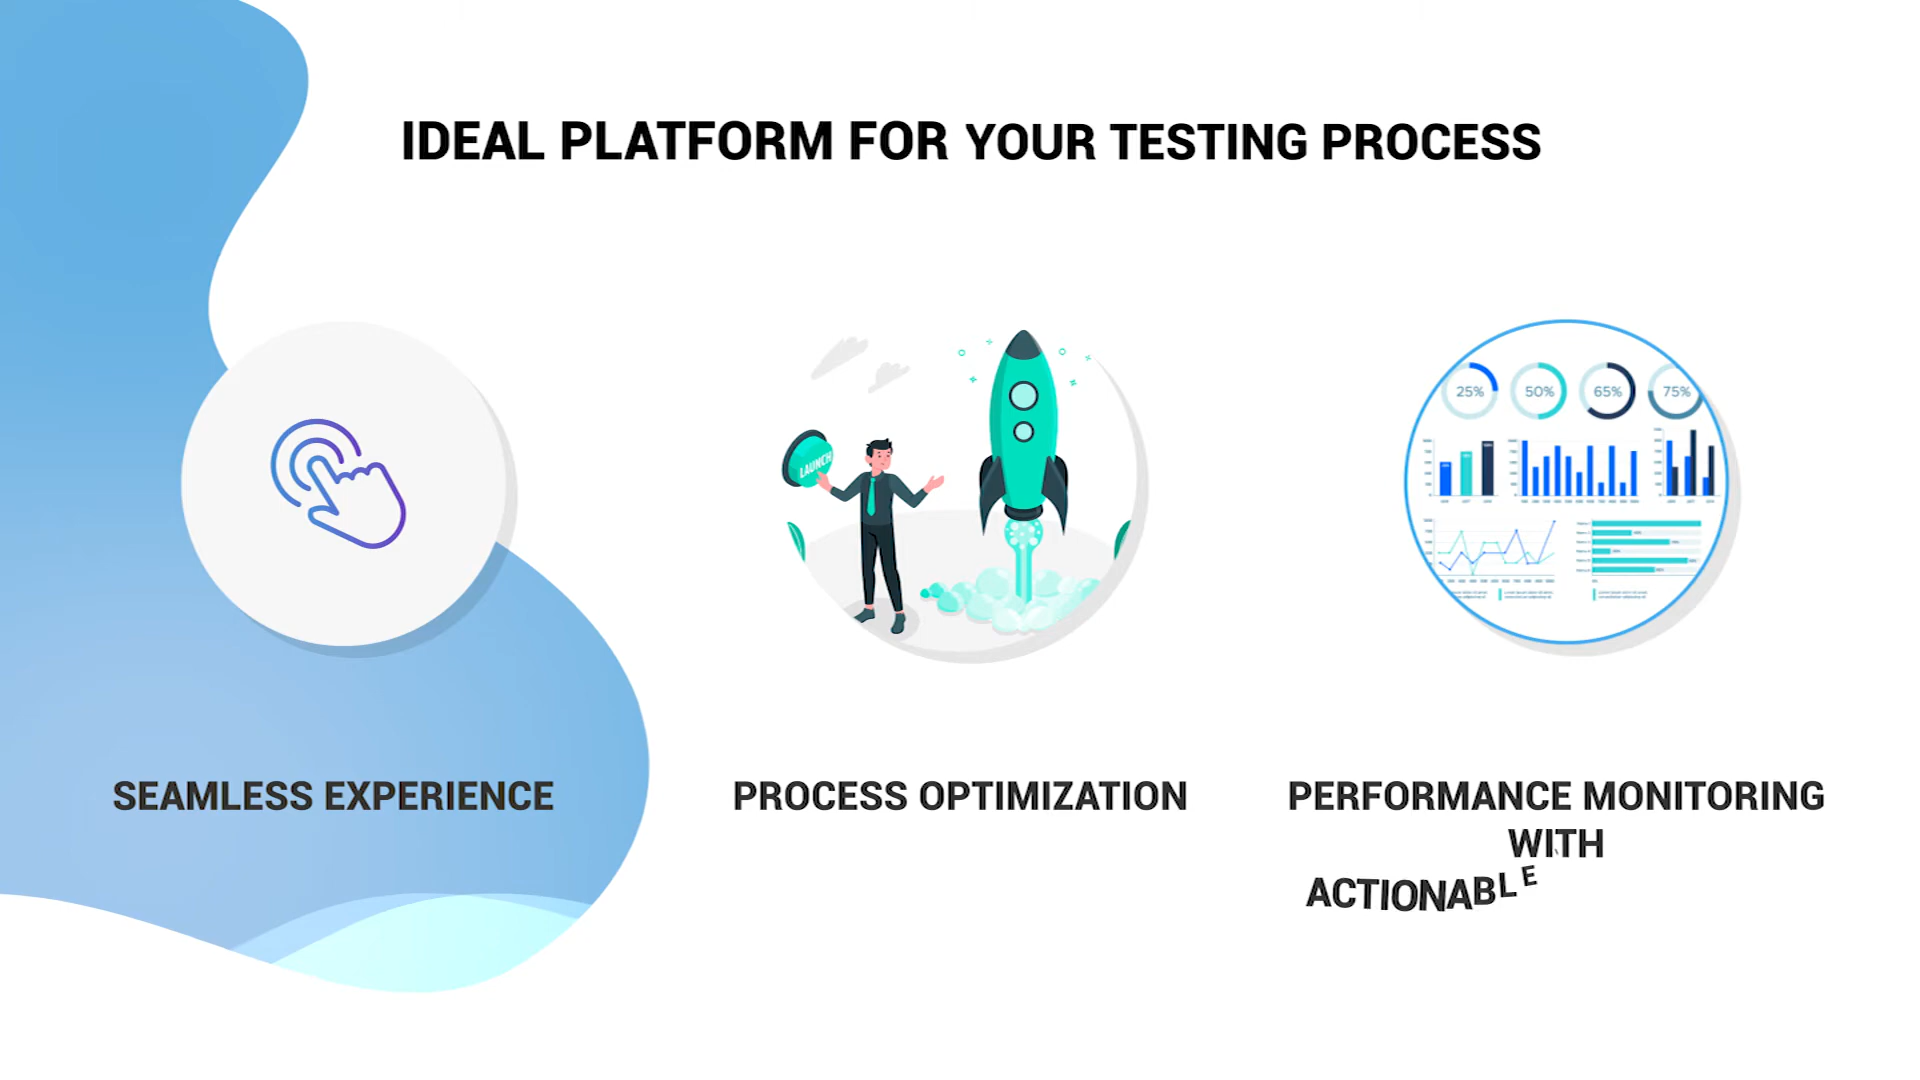 IDEAL PLATFORM FOR YOUR TESTING PROCESS
LAUNCH
25% 50% 65% 75%
SEAMLESS EXPERIENCE
PROCESS OPTIMIZATION
PERFORMANCE MONITORING
WITH
ACTIONABLE